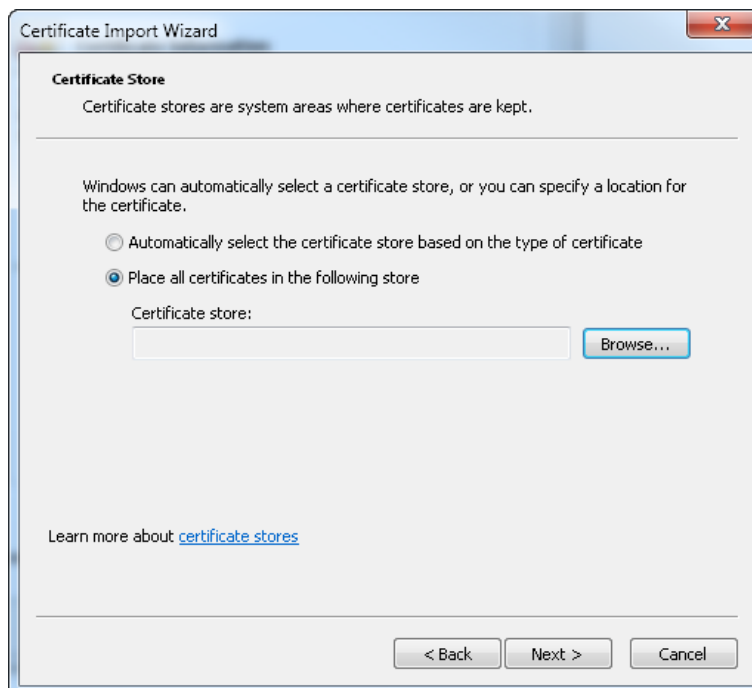 Certificate Import Wizard
Certificate Store
Certificate stores are system areas where certificates are kept.
Windows can automatically select a certificate store, or you can specify a location for
the certificate.
Automatically select the certificate store based on the type of certificate
Place all certificates in the following store
Certificate store:
Browse...
Learn more about certificate stores
< Back
Next >
Cancel